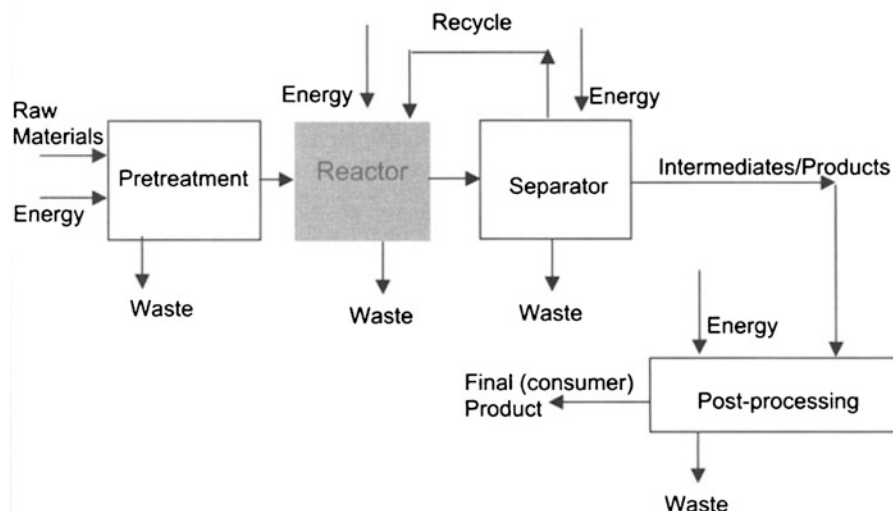 Recycle
Energy
Energy
Raw
Materials
Pretreatment
Reactor
Separator
Intermediates/Products
Energy
Waste
Waste
Waste
Energy
Final (consumer)
Product
Post-processing
Waste